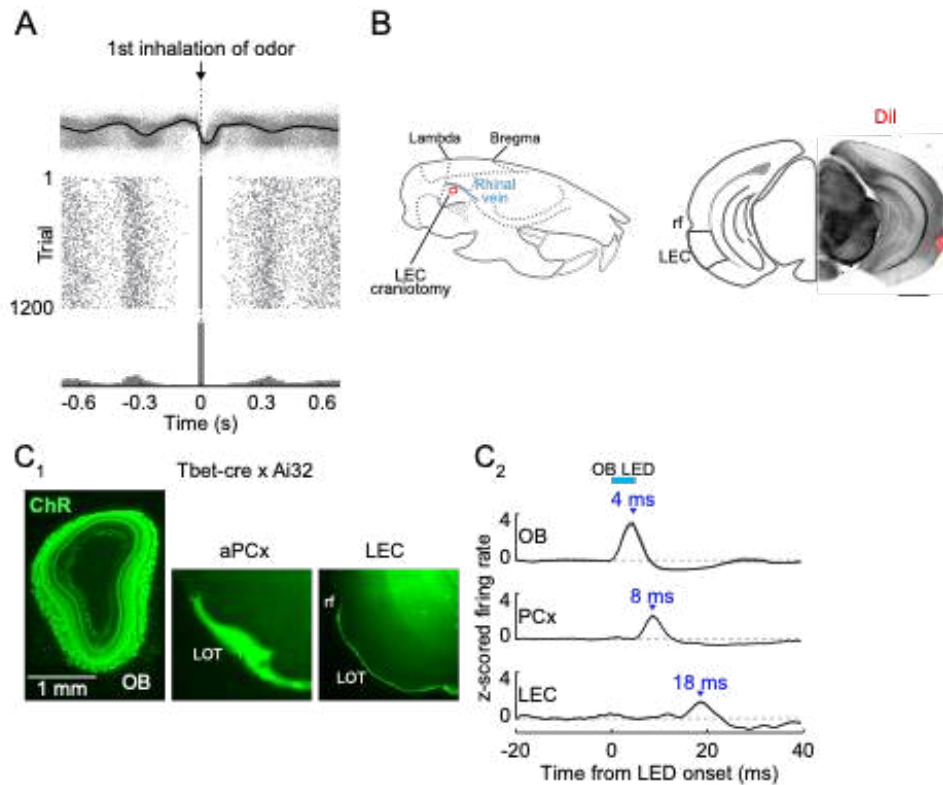 A
1st inhalation of odor
1
Trial
1200
-0.6 -0.3 0 0.3 0.6
Time (s)
B
Lambda Bregma
Rhinal
vein
LEC
craniotomy
DiI
rf
LEC
C1
Tbet-cre x Ai32
ChR
1 mm OB
aPCx
LOT
LEC
rf
LOT
C2
OB LED
4 ms
4
OB
0
8 ms
4
PCx
0
18 ms
4
LEC
0
z-scored firing rate
-20 0 20 40
Time from LED onset (ms)